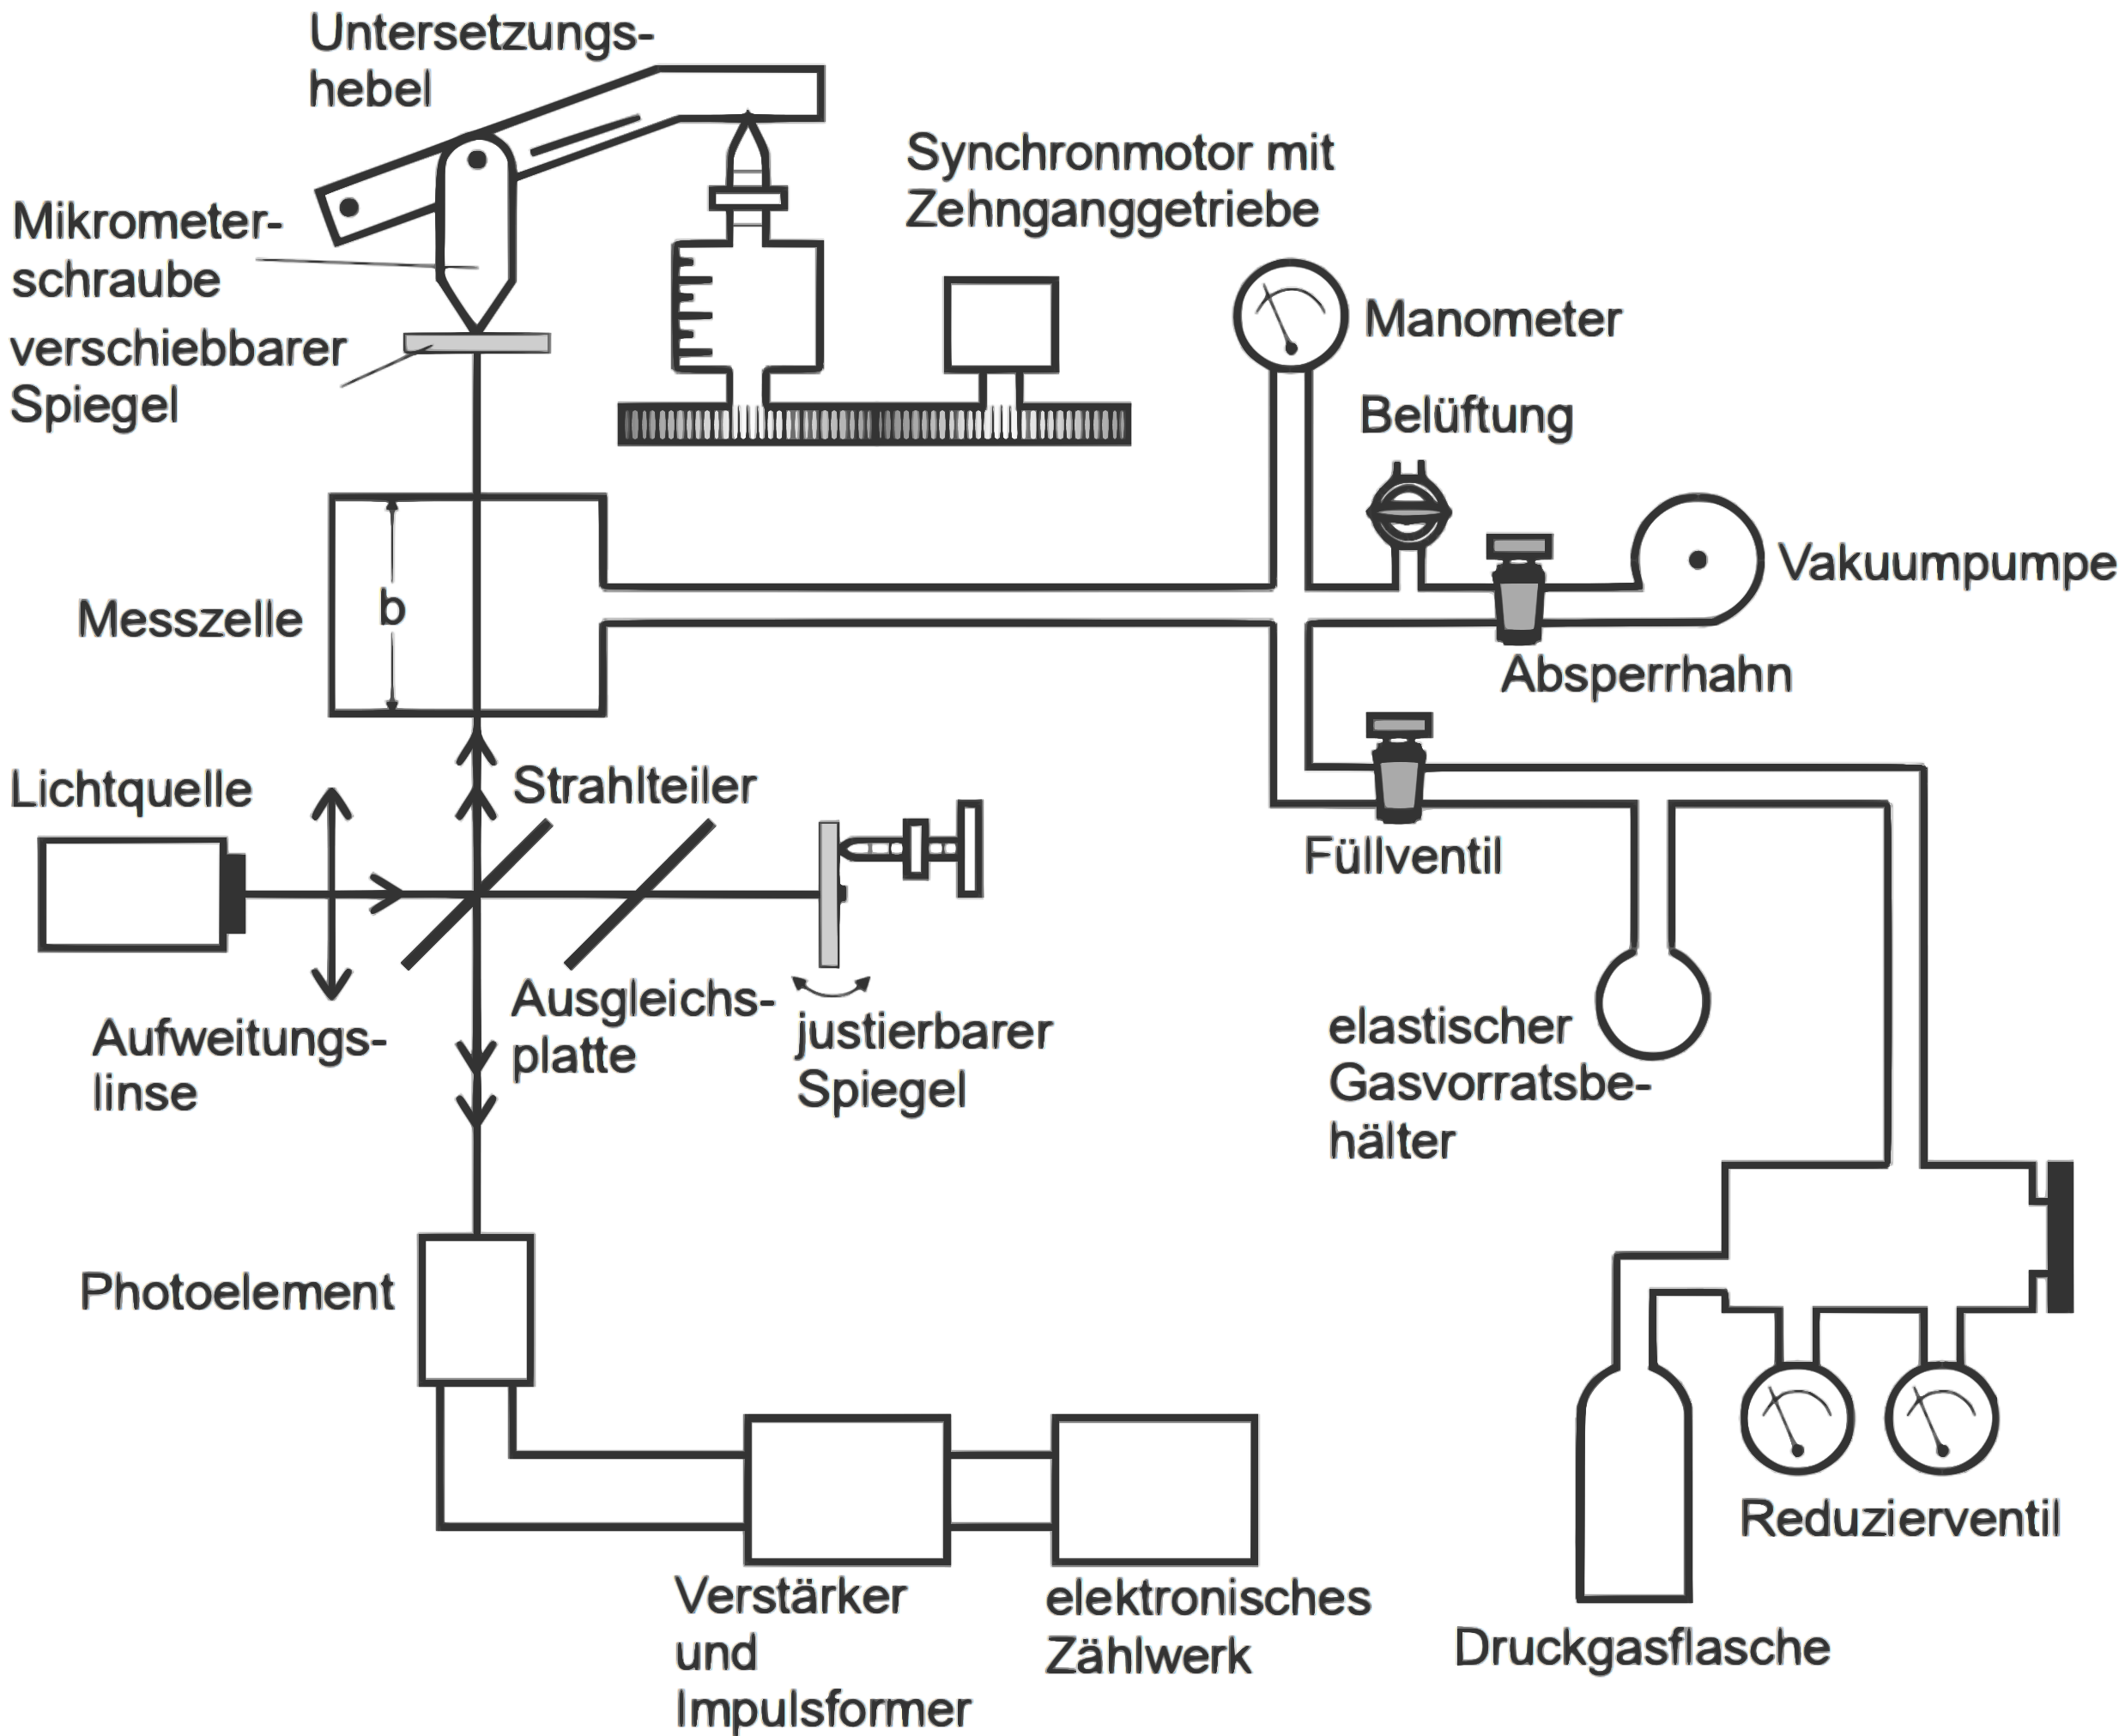 Untersetzungs-
hebel
Synchronmotor mit
Zehnganggetriebe
Mikrometer-
schraube
verschiebbarer
Spiegel
Manometer
Belüftung
Vakuumpumpe
Messzelle
b
Absperrhahn
Lichtquelle
Strahlteiler
Füllventil
Aufweitungs-
linse
Ausgleichs-
platte
justierbarer
Spiegel
elastischer
Gasvorratsbe-
hälter
Photoelement
Reduzierventil
Verstärker
und
Impulsformer
elektronisches
Zählwerk
Druckgasflasche